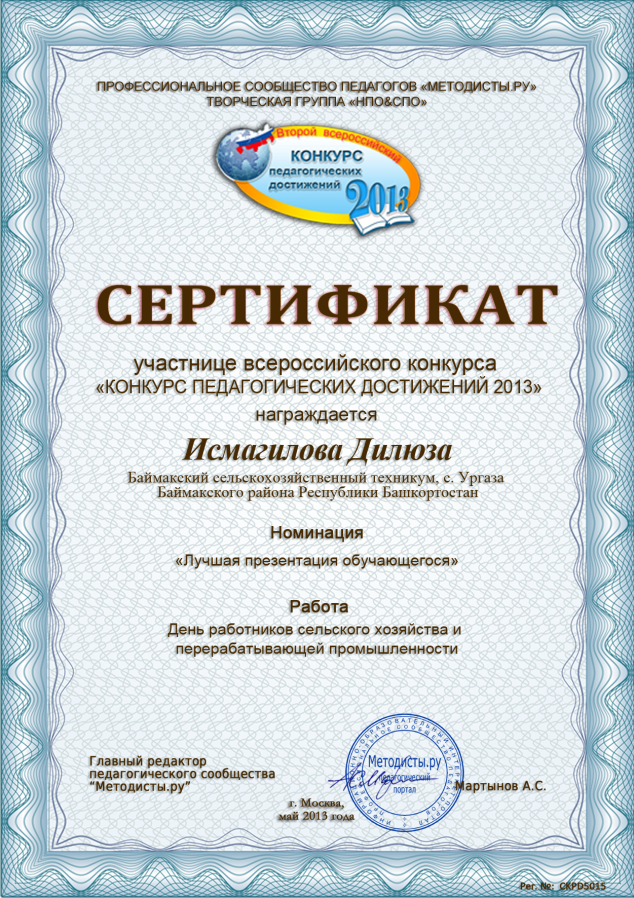 ПРОФЕССИОНАЛЬНОЕ СООБЩЕСТВО ПЕДАГОГОВ «МЕТОДИСТЫ.РУ»
ТВОРЧЕСКАЯ ГРУППА «НПО&СПО»
Второй всероссийский
КОНКУРС
педагогических
достижений
2013
СЕРТИФИКАТ
участнице всероссийского конкурса
«КОНКУРС ПЕДАГОГИЧЕСКИХ ДОСТИЖЕНИЙ 2013»
награждается
Исмагилова Дилюза
Баймакский сельскохозяйственный техникум, с. Ургаза
Баймакского района Республики Башкортостан
Номинация
«Лучшая презентация обучающегося»
Работа
День работников сельского хозяйства и
перерабатывающей промышленности
Главный редактор
педагогического сообщества
“Методисты.ру”
Методисты.ру
педагогический
портал
Мартынов А.С.
г. Москва,
май 2013 года
Рег. №: CKPD5015